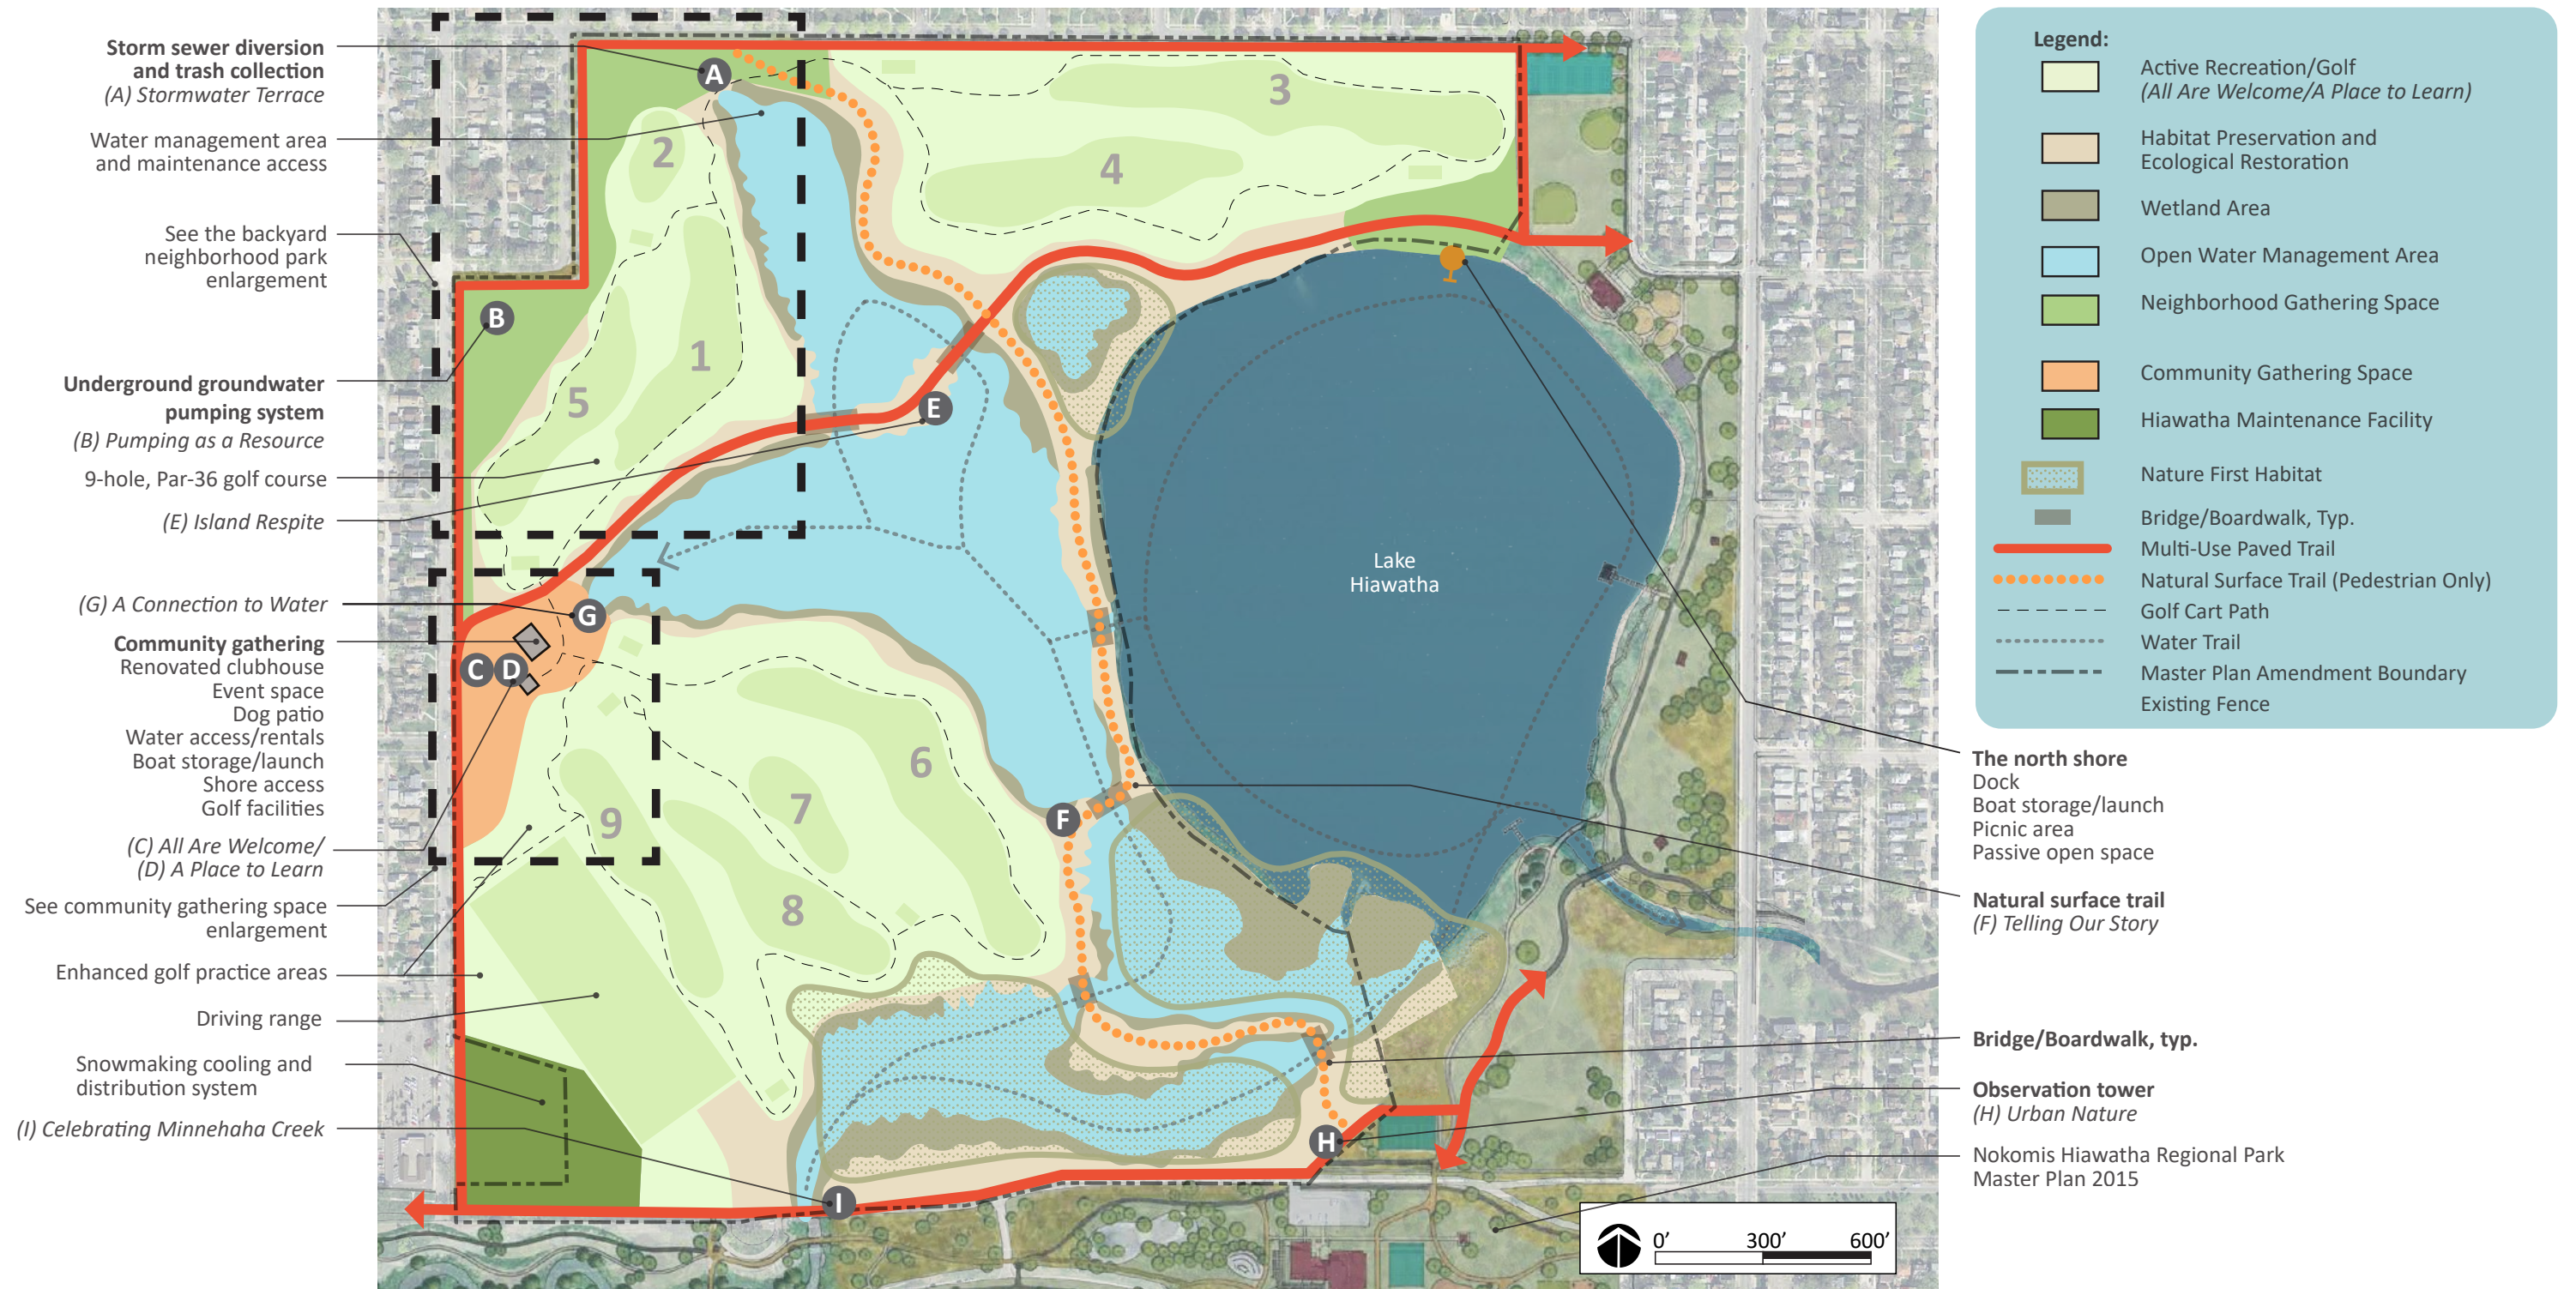 Storm sewer diversion
and trash collection
(A) Stormwater Terrace
Water management area
and maintenance access
See the backyard
neighborhood park
enlargement
Underground groundwater
pumping system
(B) Pumping as a Resource
9-hole, Par-36 golf course
(E) Island Respite
(G) A Connection to Water
Community gathering
Renovated clubhouse
Event space
Dog patio
Water access/rentals
Boat storage/launch
Shore access
Golf facilities
(C) All Are Welcome/
(D) A Place to Learn
See community gathering space
enlargement
Enhanced golf practice areas
Driving range
Snowmaking cooling and
distribution system
(I) Celebrating Minnehaha Creek
A
2
3
4
B
1
5
E
G
C D
6
7
F
9
8
H
I
Lake
Hiawatha
0' 300' 600'
Legend:
Active Recreation/Golf
(All Are Welcome/A Place to Learn)
Habitat Preservation and
Ecological Restoration
Wetland Area
Open Water Management Area
Neighborhood Gathering Space
Community Gathering Space
Hiawatha Maintenance Facility
Nature First Habitat
Bridge/Boardwalk, Typ.
Multi-Use Paved Trail
Natural Surface Trail (Pedestrian Only)
Golf Cart Path
Water Trail
Master Plan Amendment Boundary
Existing Fence
The north shore
Dock
Boat storage/launch
Picnic area
Passive open space
Natural surface trail
(F) Telling Our Story
Bridge/Boardwalk, typ.
Observation tower
(H) Urban Nature
Nokomis Hiawatha Regional Park
Master Plan 2015